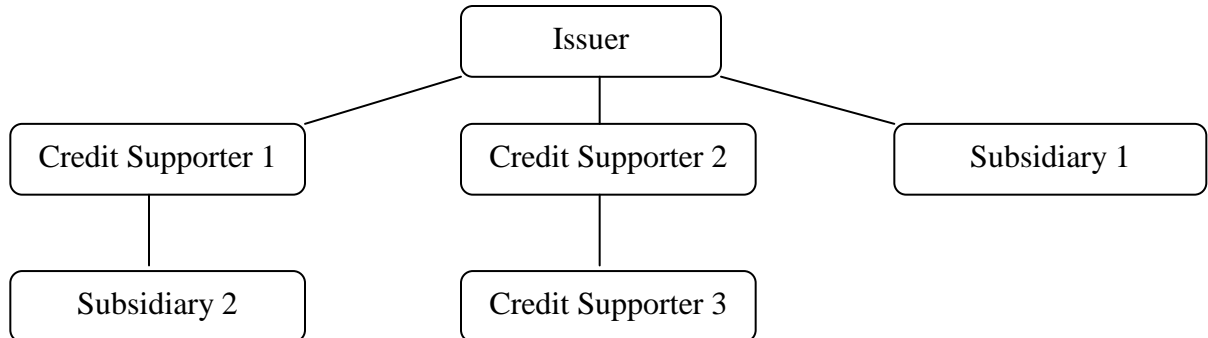 Issuer
Credit Supporter 1
Credit Supporter 2
Subsidiary 1
Subsidiary 2
Credit Supporter 3